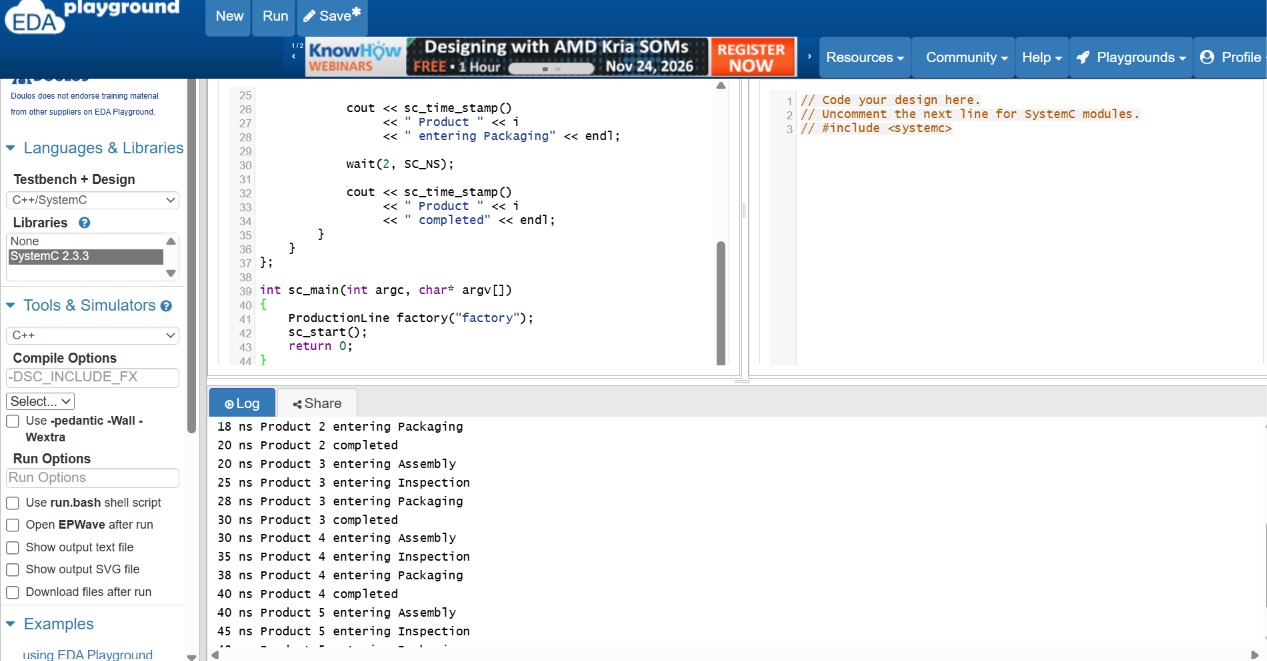 EDA playground
New Run Save*
1/2
KnowHow WEBINARS
Designing with AMD Kria SOMs
FREE • 1 Hour
Nov 24, 2026
REGISTER NOW
Resources
Community
Help
Playgrounds
Profile
Doulos does not endorse training material
from other suppliers on EDA Playground.
Languages & Libraries
Testbench + Design
C++/SystemC
Libraries
None
SystemC 2.3.3
Tools & Simulators
C++
Compile Options
-DSC_INCLUDE_FX
Select...
Use -pedantic -Wall -
Wextra
Run Options
Run Options
Use run.bash shell script
Open EPWave after run
Show output text file
Show output SVG file
Download files after run
Examples
using EDA Playground
25
26 cout << sc_time_stamp()
27 << " Product " << i
28 << " entering Packaging" << endl;
29
30 wait(2, SC_NS);
31
32 cout << sc_time_stamp()
33 << " Product " << i
34 << " completed" << endl;
35 }
36 }
37 };
38
39 int sc_main(int argc, char* argv[])
40 {
41 ProductionLine factory("factory");
42 sc_start();
43 return 0;
44 }
1 // Code your design here.
2 // Uncomment the next line for SystemC modules.
3 // #include <systemc>
Log
Share
18 ns Product 2 entering Packaging
20 ns Product 2 completed
20 ns Product 3 entering Assembly
25 ns Product 3 entering Inspection
28 ns Product 3 entering Packaging
30 ns Product 3 completed
30 ns Product 4 entering Assembly
35 ns Product 4 entering Inspection
38 ns Product 4 entering Packaging
40 ns Product 4 completed
40 ns Product 5 entering Assembly
45 ns Product 5 entering Inspection